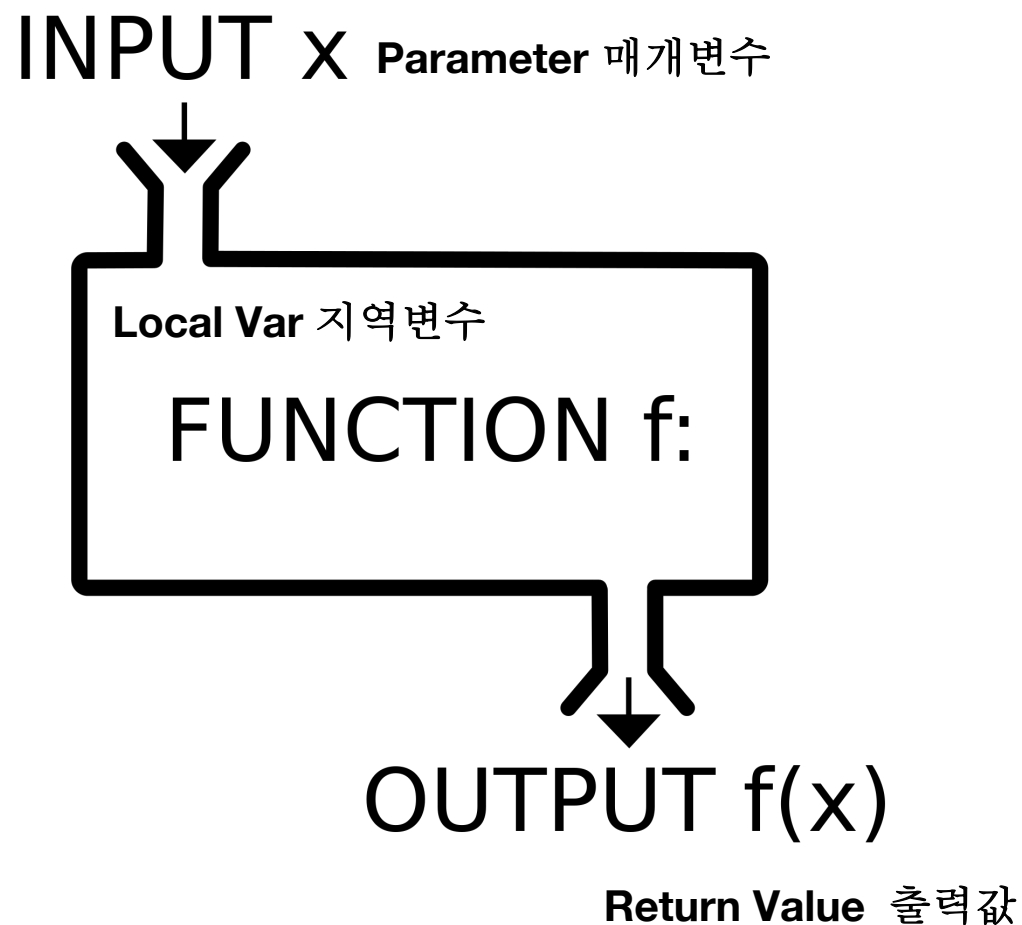 INPUT x Parameter 매개변수
Local Var 지역변수
FUNCTION f:
OUTPUT f(x)
Return Value 출력값